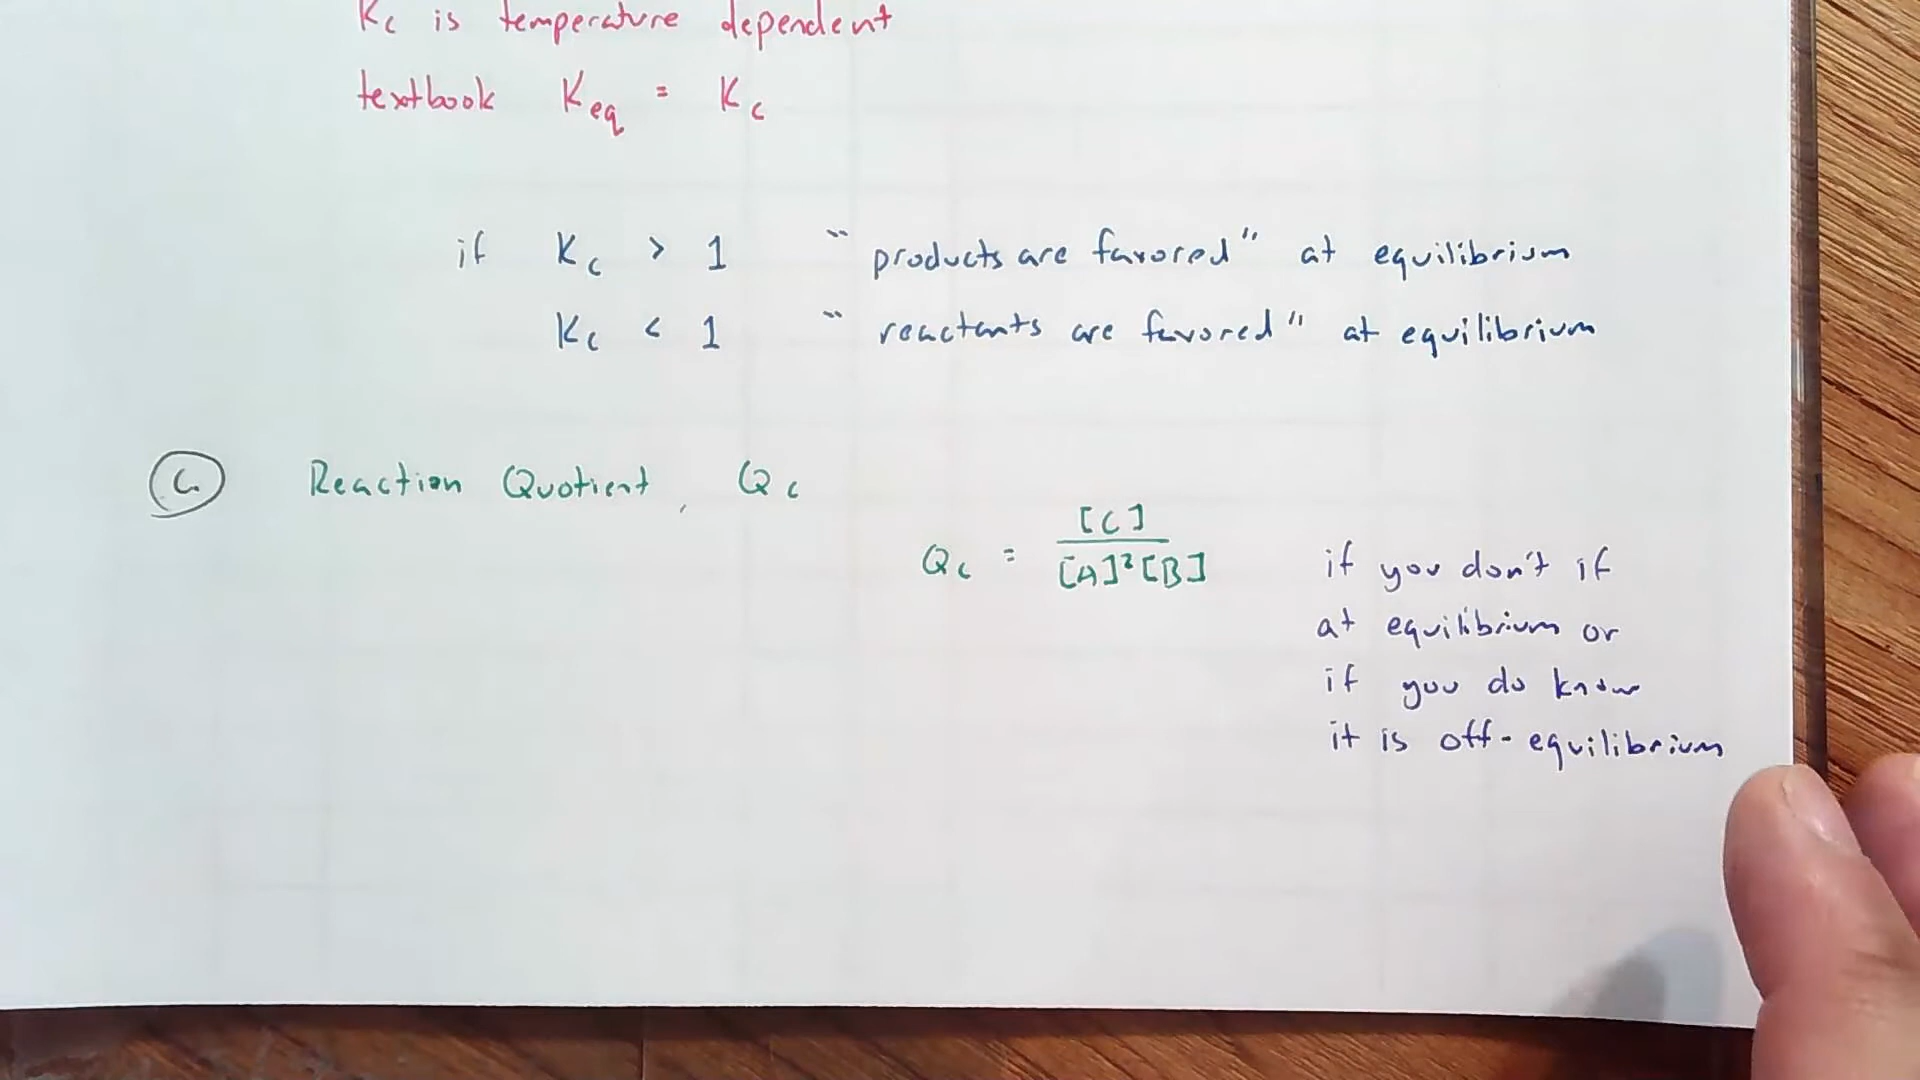 Kc is temperature dependent
textbook Keq = Kc
if Kc > 1 "products are favored" at equilibrium
Kc < 1 "reactants are favored" at equilibrium
C. Reaction Quotient, Qc
Qc = [C] / [A]²[B]
if you don't if
at equilibrium or
if you do know
it is off-equilibrium